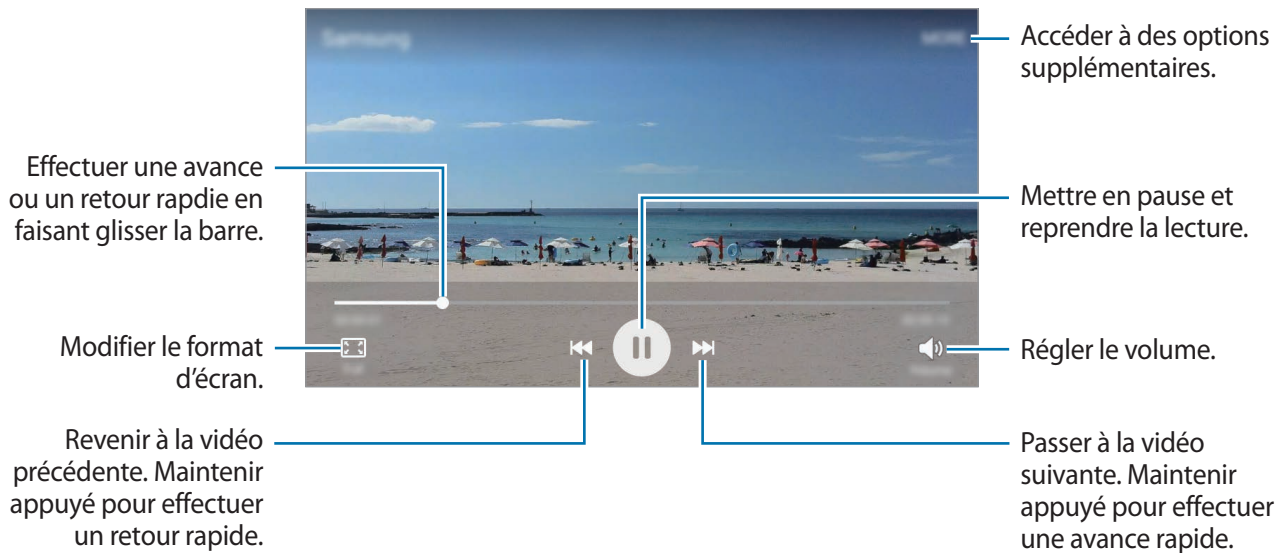 Samsung
MORE
Accéder à des options
supplémentaires.
Effectuer une avance
ou un retour rapdie en
faisant glisser la barre.
Mettre en pause et
reprendre la lecture.
Modifier le format
d'écran.
Régler le volume.
Revenir à la vidéo
précédente. Maintenir
appuyé pour effectuer
un retour rapide.
Passer à la vidéo
suivante. Maintenir
appuyé pour effectuer
une avance rapide.